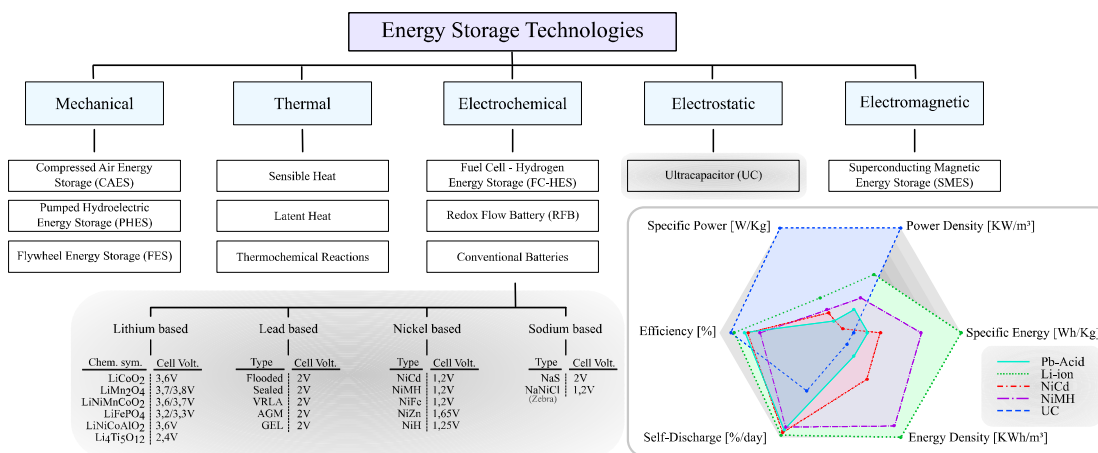 Energy Storage Technologies
Mechanical
Thermal
Electrochemical
Electrostatic
Electromagnetic
Compressed Air Energy
Storage (CAES)
Pumped Hydroelectric
Energy Storage (PHES)
Flywheel Energy Storage (FES)
Sensible Heat
Latent Heat
Thermochemical Reactions
Fuel Cell - Hydrogen
Energy Storage (FC-HES)
Redox Flow Battery (RFB)
Conventional Batteries
Ultracapacitor (UC)
Superconducting Magnetic
Energy Storage (SMES)
Lithium based
Chem. sym. Cell Volt.
LiCoO2 3,6V
LiMn2O4 3,7/3,8V
LiNiMnCoO2 3,6/3,7V
LiFePO4 3,2/3,3V
LiNiCoAlO2 3,6V
Li4Ti5O12 2,4V
Lead based
Type Cell Volt.
Flooded 2V
Sealed 2V
VRLA 2V
AGM 2V
GEL 2V
Nickel based
Type Cell Volt.
NiCd 1,2V
NiMH 1,2V
NiFe 1,2V
NiZn 1,65V
NiH 1,25V
Sodium based
Type Cell Volt.
NaS 2V
NaNiCl 1,2V
(Zebra)
Specific Power [W/Kg]
Power Density [KW/m³]
Efficiency [%]
Specific Energy [Wh/Kg]
Self-Discharge [%/day]
Energy Density [KWh/m³]
Pb-Acid
Li-ion
NiCd
NiMH
UC